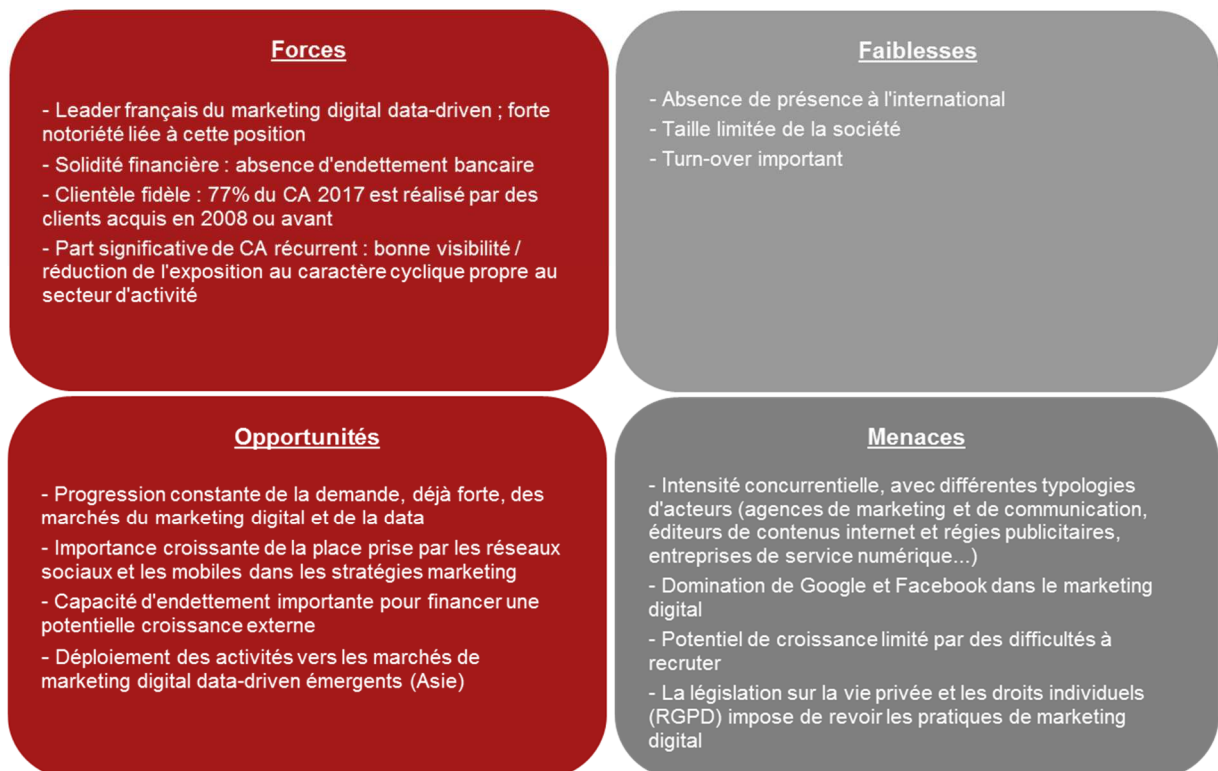 Forces
- Leader français du marketing digital data-driven ; forte
notoriété liée à cette position
- Solidité financière : absence d'endettement bancaire
- Clientèle fidèle : 77% du CA 2017 est réalisé par des
clients acquis en 2008 ou avant
- Part significative de CA récurrent : bonne visibilité /
réduction de l'exposition au caractère cyclique propre au
secteur d'activité
Faiblesses
- Absence de présence à l'international
- Taille limitée de la société
- Turn-over important
Opportunités
- Progression constante de la demande, déjà forte, des
marchés du marketing digital et de la data
- Importance croissante de la place prise par les réseaux
sociaux et les mobiles dans les stratégies marketing
- Capacité d'endettement importante pour financer une
potentielle croissance externe
- Déploiement des activités vers les marchés de
marketing digital data-driven émergents (Asie)
Menaces
- Intensité concurrentielle, avec différentes typologies
d'acteurs (agences de marketing et de communication,
éditeurs de contenus internet et régies publicitaires,
entreprises de service numérique...)
- Domination de Google et Facebook dans le marketing
digital
- Potentiel de croissance limité par des difficultés à
recruter
- La législation sur la vie privée et les droits individuels
(RGPD) impose de revoir les pratiques de marketing
digital